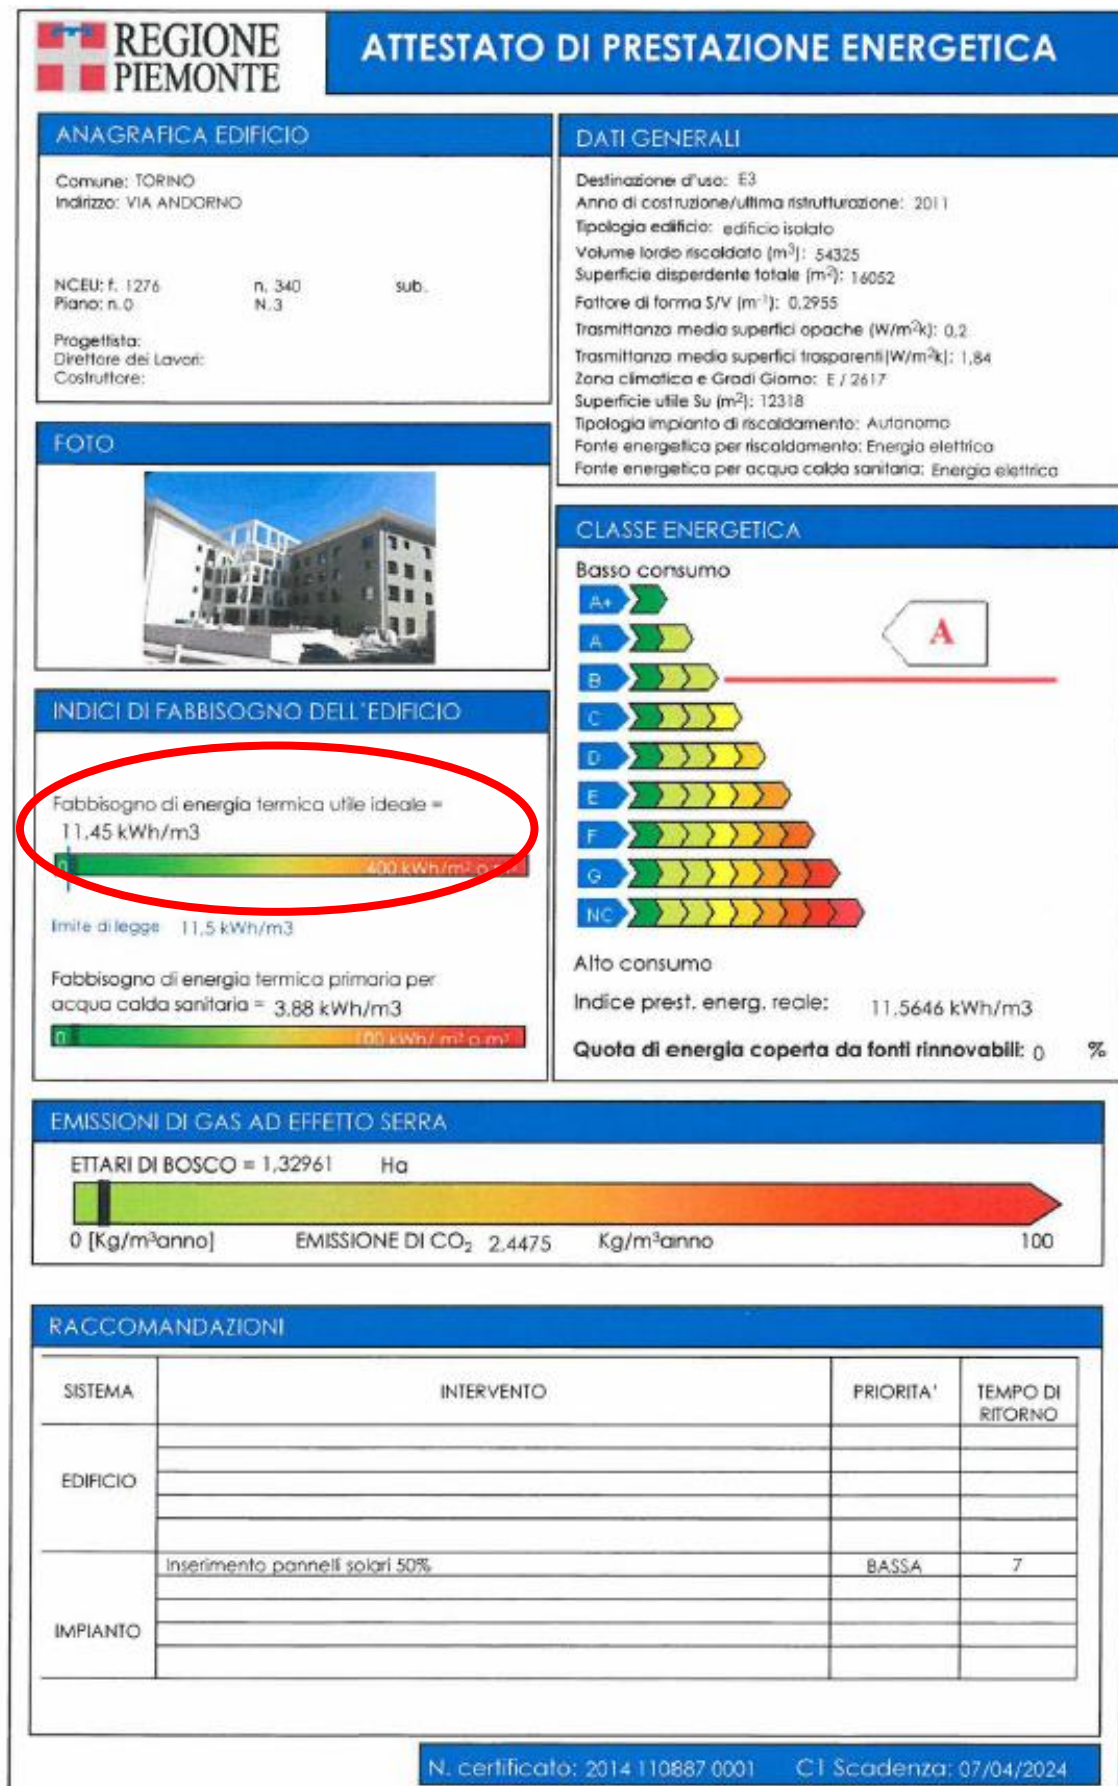 REGIONE
PIEMONTE
ATTESTATO DI PRESTAZIONE ENERGETICA
ANAGRAFICA EDIFICIO
Comune: TORINO
Indirizzo: VIA ANDORNO
NCEU: f. 1276 n. 340 sub.
Piano: n.0 N.3
Progettista:
Direttore dei Lavori:
Costruttore:
DATI GENERALI
Destinazione d'uso: E3
Anno di costruzione/ultima ristrutturazione: 2011
Tipologia edificio: edificio isolato
Volume lordo riscaldato (m³): 54325
Superficie disperdente totale (m²): 16052
Fattore di forma S/V (m⁻¹): 0,2955
Trasmittanza media superfici opache (W/m²k): 0,2
Trasmittanza media superfici trasparenti(W/m²k): 1,84
Zona climatica e Gradi Giorno: E / 2617
Superficie utile Su (m²): 12318
Tipologia impianto di riscaldamento: Autonomo
Fonte energetica per riscaldamento: Energia elettrica
Fonte energetica per acqua calda sanitaria: Energia elettrica
FOTO
CLASSE ENERGETICA
Basso consumo
A+
A
A
B
C
D
E
F
G
NC
Alto consumo
Indice prest. energ. reale: 11,5646 kWh/m3
Quota di energia coperta da fonti rinnovabili: 0 %
INDICI DI FABBISOGNO DELL'EDIFICIO
Fabbisogno di energia termica utile ideale =
11,45 kWh/m3
0 400 kWh/m² o m³
limite di legge 11,5 kWh/m3
Fabbisogno di energia termica primaria per
acqua calda sanitaria = 3,88 kWh/m3
0 100 kWh/ m² o m³
EMISSIONI DI GAS AD EFFETTO SERRA
ETTARI DI BOSCO = 1,32961 Ha
0 [Kg/m³anno] EMISSIONE DI CO₂ 2,4475 Kg/m³anno 100
RACCOMANDAZIONI
SISTEMA INTERVENTO PRIORITA' TEMPO DI RITORNO
EDIFICIO
Inserimento pannelli solari 50% BASSA 7
IMPIANTO
N. certificato: 2014 110887 0001 C1 Scadenza: 07/04/2024